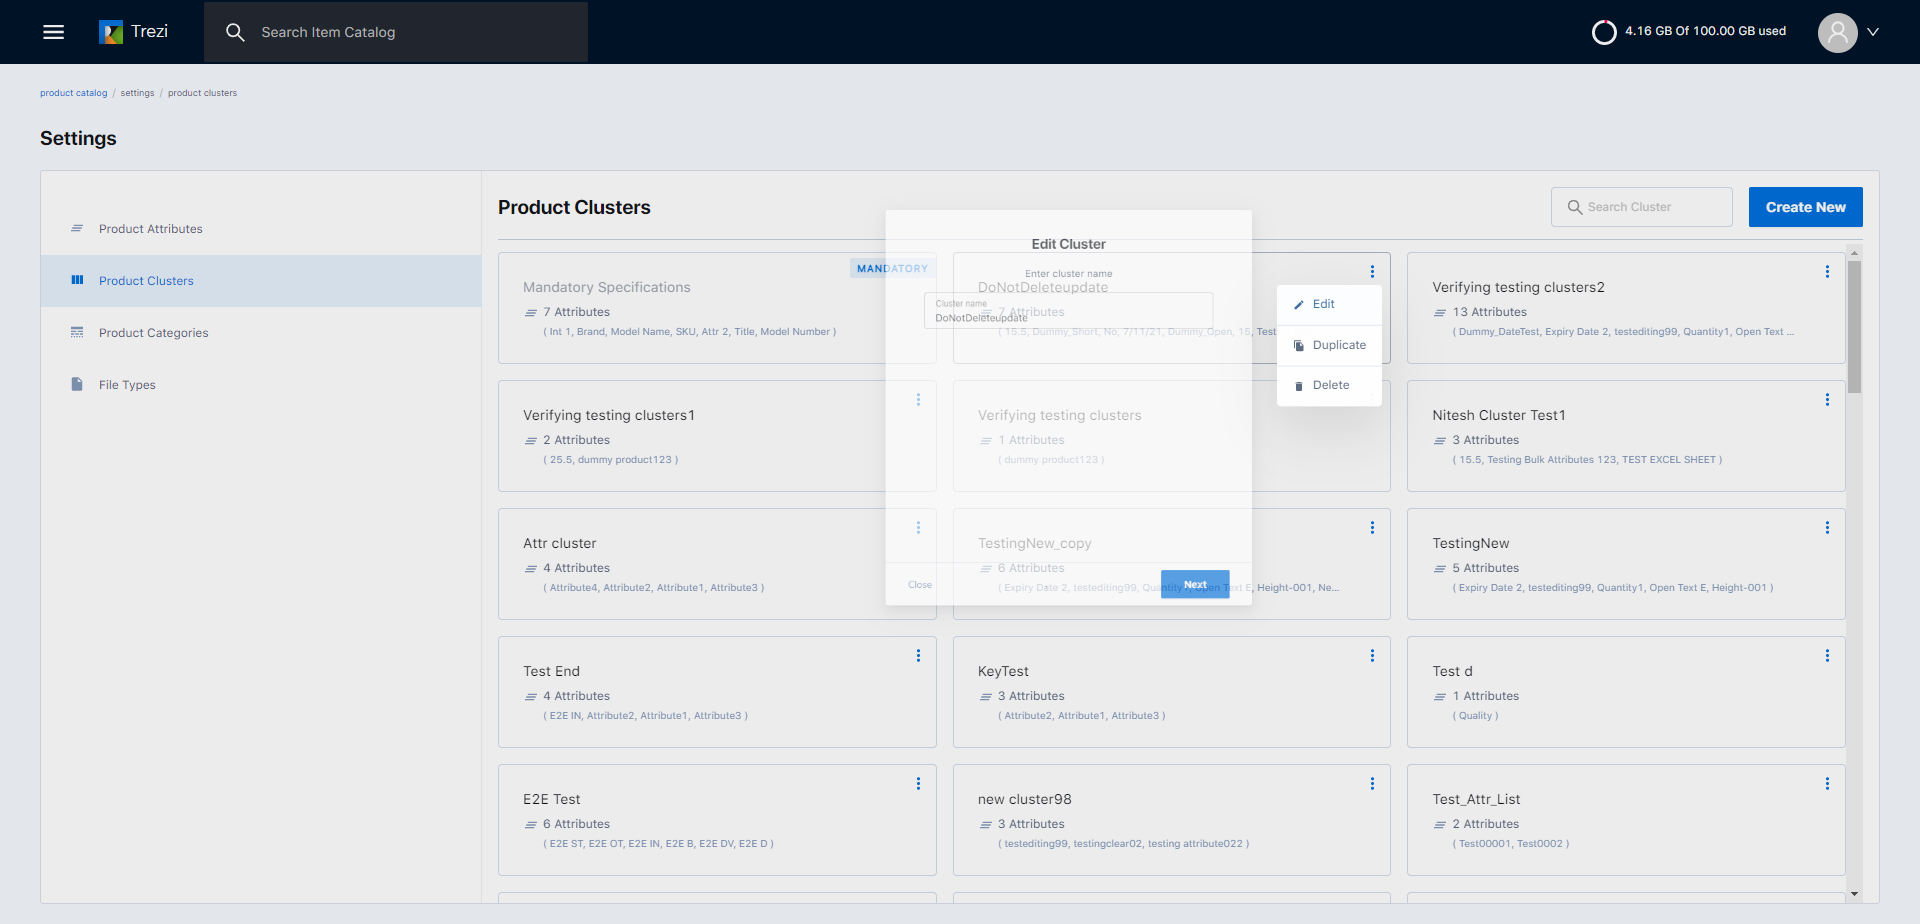 Trezi
Search Item Catalog
4.16 GB Of 100.00 GB used
product catalog / settings / product clusters
Settings
Product Attributes
Product Clusters
Product Categories
File Types
Product Clusters
Search Cluster
Create New
MANDATORY
Mandatory Specifications
7 Attributes
( Int 1, Brand, Model Name, SKU, Attr 2, Title, Model Number )
DoNotDeleteupdate
7 Attributes
( 15.5, Dummy_Short, No, 7/11/21, Dummy_Open, 15, Test
Edit
Duplicate
Delete
Verifying testing clusters2
13 Attributes
( Dummy_DateTest, Expiry Date 2, testediting99, Quantity1, Open Text ...
Edit Cluster
Enter cluster name
Cluster name
DoNotDeleteupdate
Close
Next
Verifying testing clusters1
2 Attributes
( 25.5, dummy product123 )
Verifying testing clusters
1 Attributes
( dummy product123 )
Nitesh Cluster Test1
3 Attributes
( 15.5, Testing Bulk Attributes 123, TEST EXCEL SHEET )
Attr cluster
4 Attributes
( Attribute4, Attribute2, Attribute1, Attribute3 )
TestingNew_copy
6 Attributes
( Expiry Date 2, testediting99, Quantity1, Open Text E, Height-001, Ne...
TestingNew
5 Attributes
( Expiry Date 2, testediting99, Quantity1, Open Text E, Height-001 )
Test End
4 Attributes
( E2E IN, Attribute2, Attribute1, Attribute3 )
KeyTest
3 Attributes
( Attribute2, Attribute1, Attribute3 )
Test d
1 Attributes
( Quality )
E2E Test
6 Attributes
( E2E ST, E2E OT, E2E IN, E2E B, E2E DV, E2E D )
new cluster98
3 Attributes
( testediting99, testingclear02, testing attribute022 )
Test_Attr_List
2 Attributes
( Test00001, Test0002 )